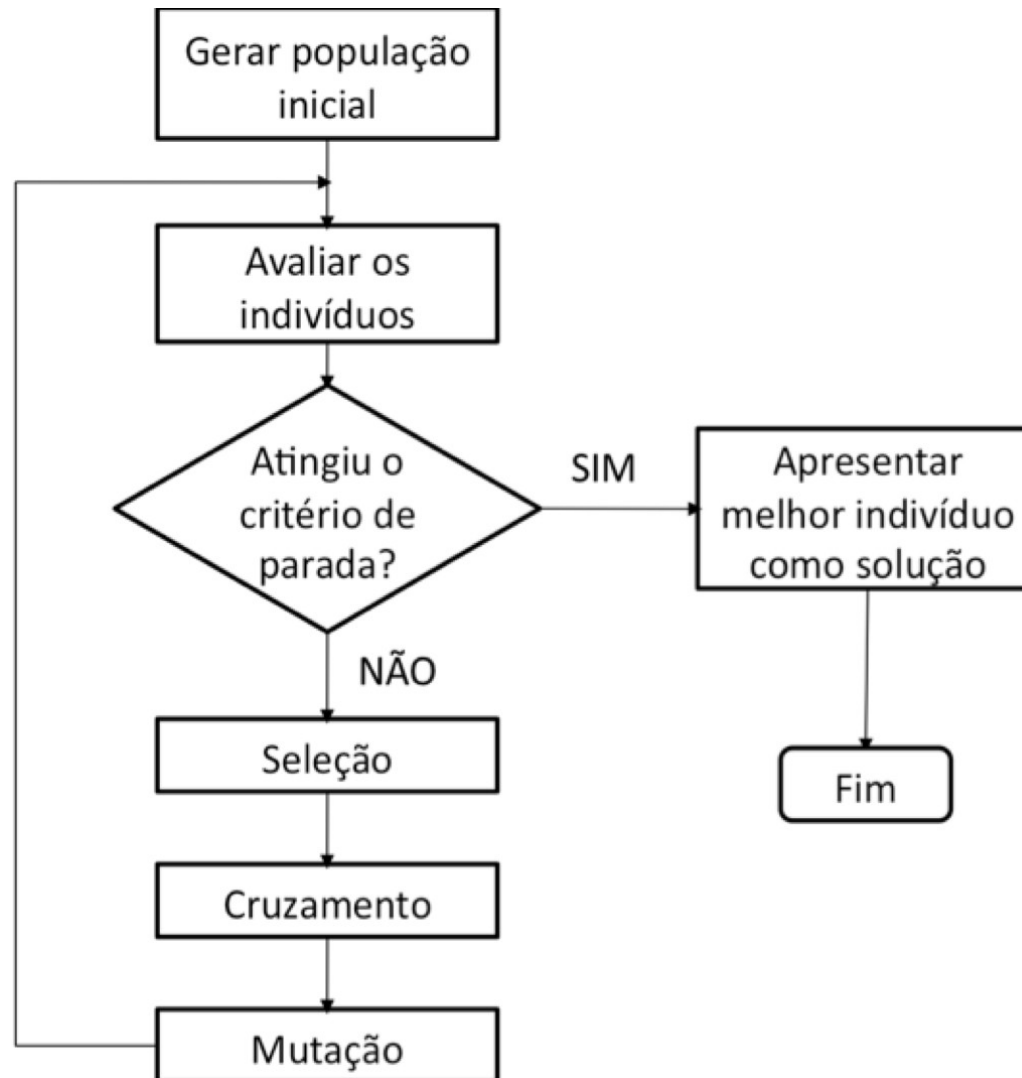 Gerar população
inicial
Avaliar os
indivíduos
Atingiu o
critério de
parada?
SIM
Apresentar
melhor indivíduo
como solução
NÃO
Seleção
Fim
Cruzamento
Mutação